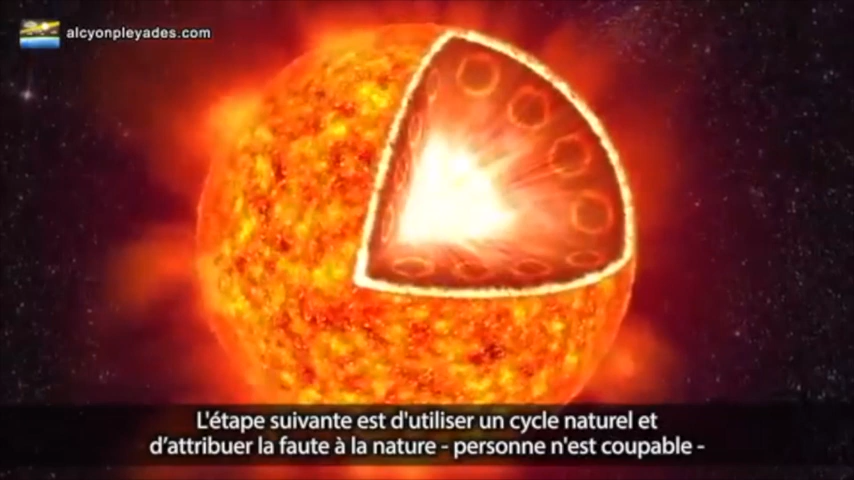 alcyonpleyades.com
L'étape suivante est d'utiliser un cycle naturel et
d’attribuer la faute à la nature - personne n'est coupable -